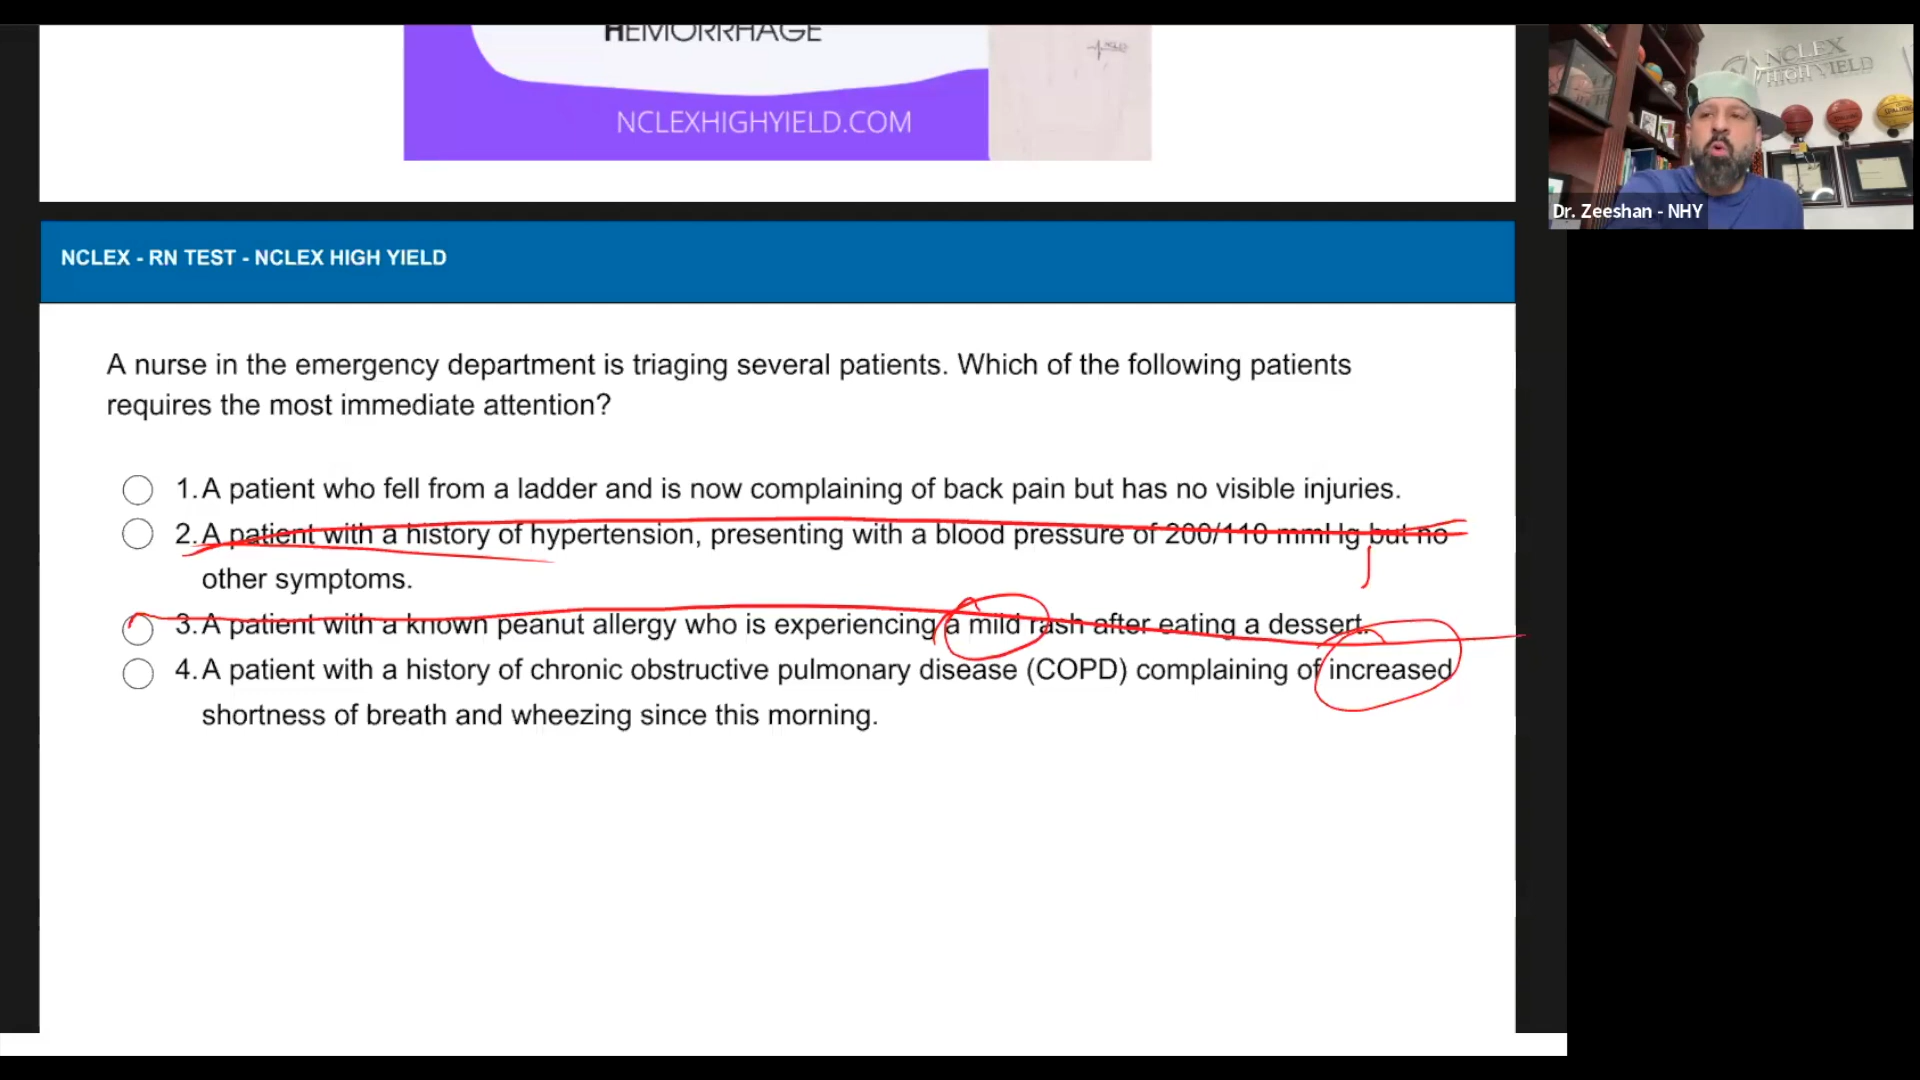 HEMORRHAGE
NCLEXHIGHYIELD.COM
NCLEX
HIGH YIELD
Dr. Zeeshan - NHY
NCLEX - RN TEST - NCLEX HIGH YIELD
A nurse in the emergency department is triaging several patients. Which of the following patients
requires the most immediate attention?
1. A patient who fell from a ladder and is now complaining of back pain but has no visible injuries.
2. A patient with a history of hypertension, presenting with a blood pressure of 200/110 mmHg but no
other symptoms.
3. A patient with a known peanut allergy who is experiencing a mild rash after eating a dessert.
4. A patient with a history of chronic obstructive pulmonary disease (COPD) complaining of increased
shortness of breath and wheezing since this morning.